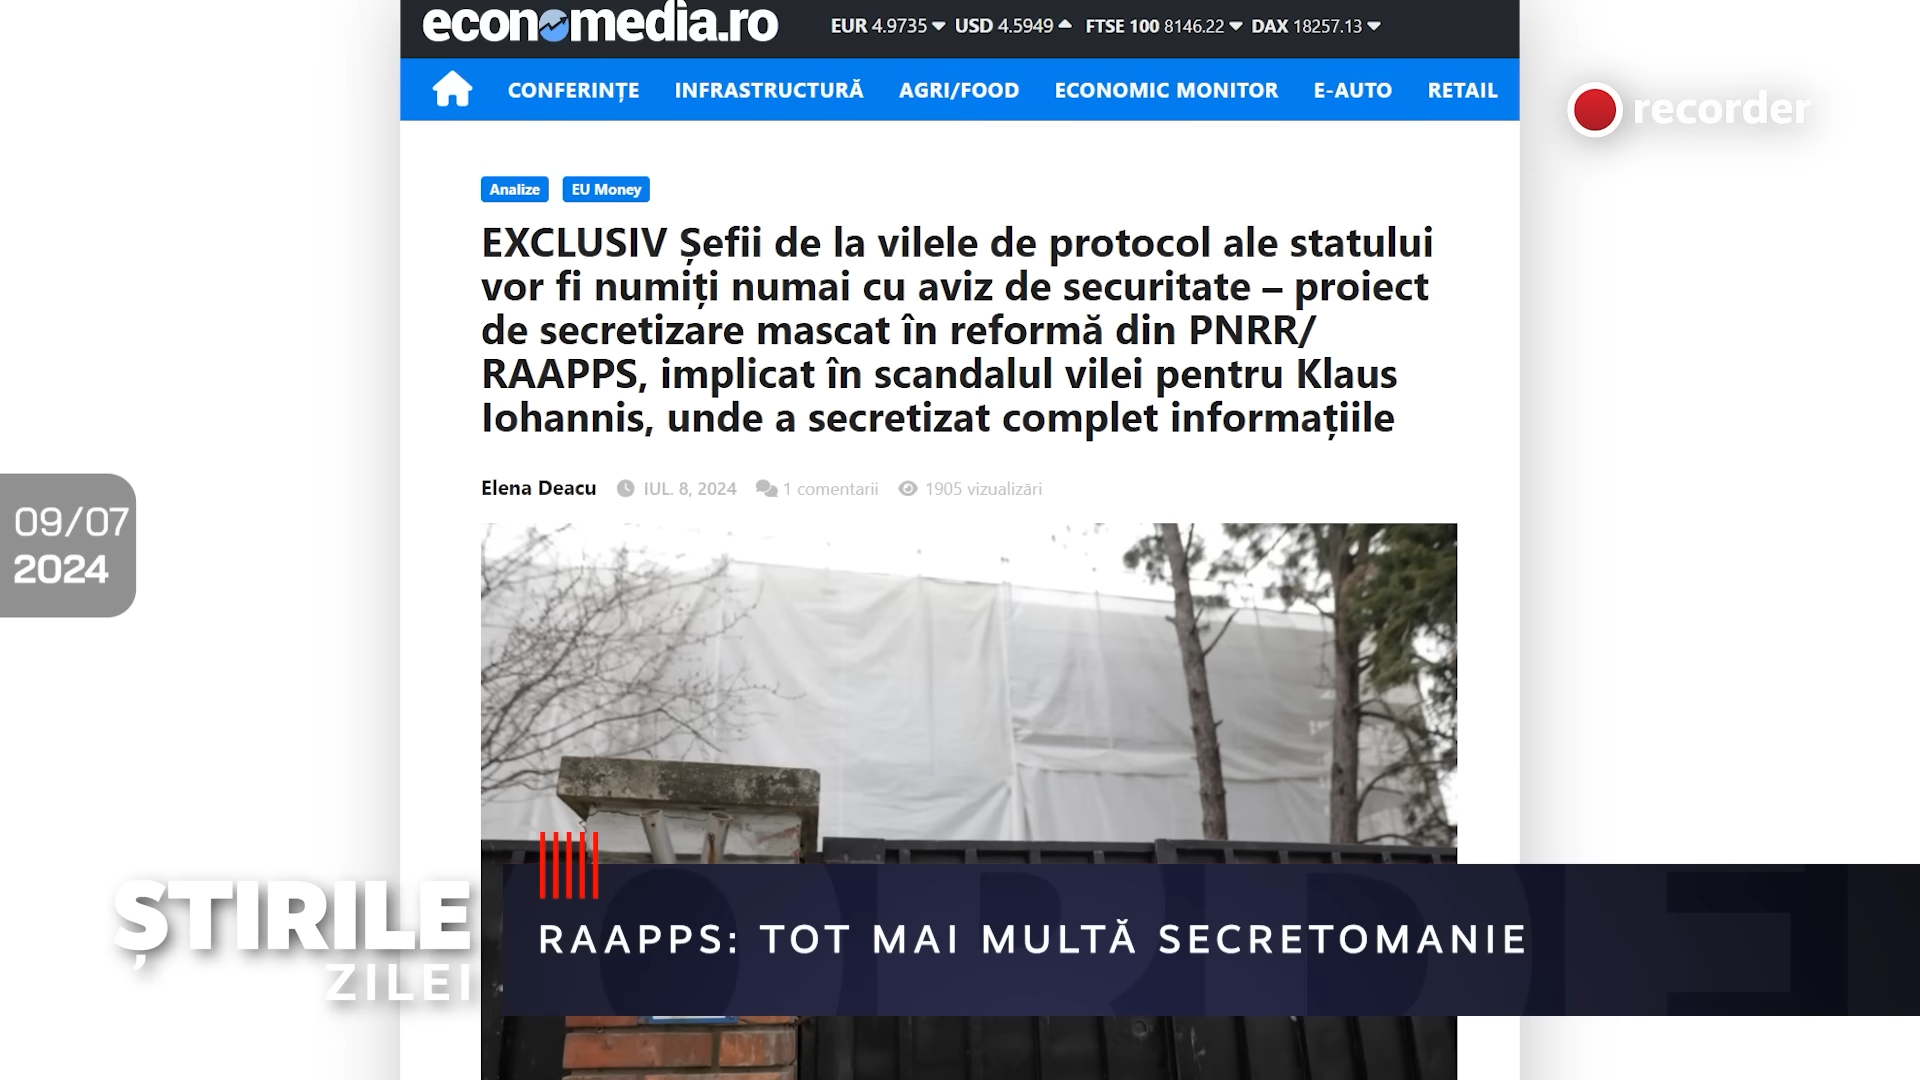 economedia.ro
EUR 4.9735 USD 4.5949 FTSE 100 8146.22 DAX 18257.13
CONFERINȚE INFRASTRUCTURĂ AGRI/FOOD ECONOMIC MONITOR E-AUTO RETAIL
recorder
Analize EU Money
EXCLUSIV Șefii de la vilele de protocol ale statului
vor fi numiți numai cu aviz de securitate – proiect
de secretizare mascat în reformă din PNRR/
RAAPPS, implicat în scandalul vilei pentru Klaus
Iohannis, unde a secretizat complet informațiile
Elena Deacu IUL. 8, 2024 1 comentarii 1905 vizualizări
09/07
2024
ȘTIRILE
ZILEI
RAAPPS: TOT MAI MULTĂ SECRETOMANIE